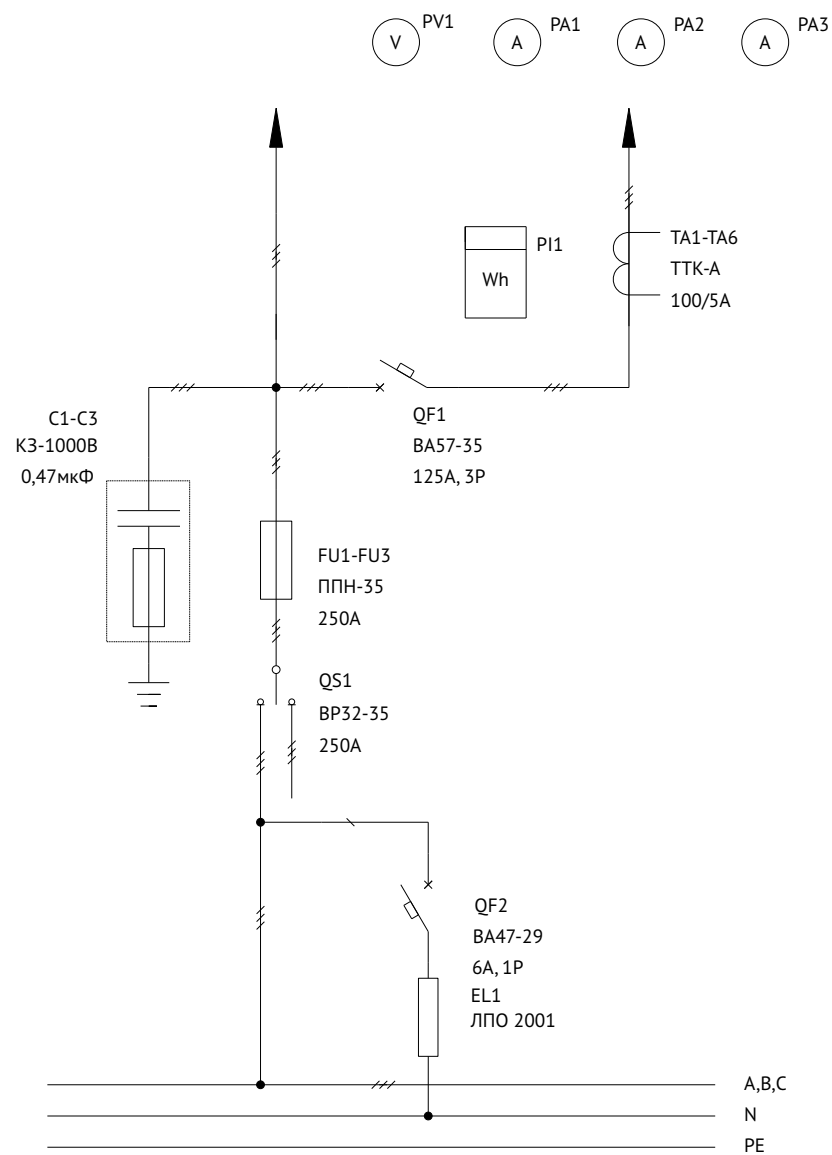 V PV1 A PA1 A PA2 A PA3
PI1
Wh
TA1-TA6
ТТК-А
100/5А
C1-C3
КЗ-1000В
0,47мкФ
QF1
ВА57-35
125А, 3Р
FU1-FU3
ППН-35
250А
QS1
ВР32-35
250А
QF2
ВА47-29
6А, 1Р
EL1
ЛПО 2001
A,B,C
N
PE